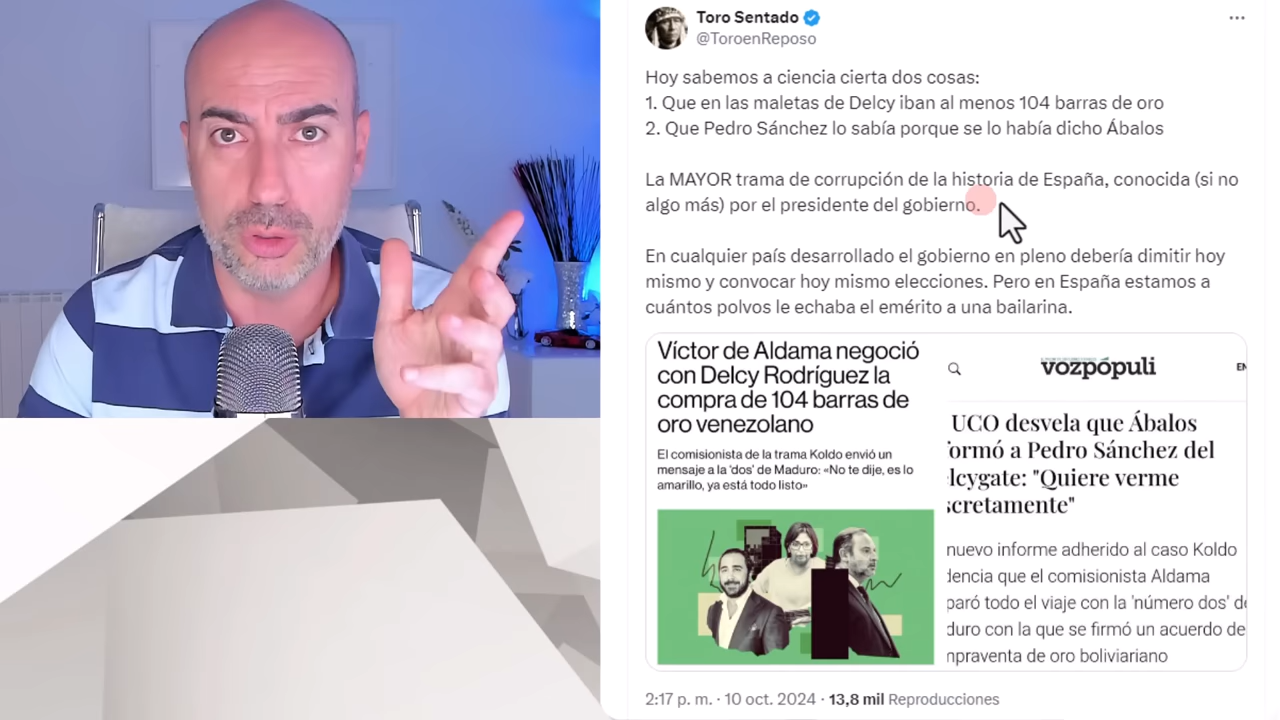 Toro Sentado
@ToroenReposo
Hoy sabemos a ciencia cierta dos cosas:
1. Que en las maletas de Delcy iban al menos 104 barras de oro
2. Que Pedro Sánchez lo sabía porque se lo había dicho Ábalos
La MAYOR trama de corrupción de la historia de España, conocida (si no
algo más) por el presidente del gobierno.
En cualquier país desarrollado el gobierno en pleno debería dimitir hoy
mismo y convocar hoy mismo elecciones. Pero en España estamos a
cuántos polvos le echaba el emérito a una bailarina.
Víctor de Aldama negoció
con Delcy Rodríguez la
compra de 104 barras de
oro venezolano
El comisionista de la trama Koldo envió un
mensaje a la 'dos' de Maduro: «No te dije, es lo
amarillo, ya está todo listo»
vozpópuli
EN
UCO desvela que Ábalos
formó a Pedro Sánchez del
lcygate: "Quiere verme
scretamente"
nuevo informe adherido al caso Koldo
dencia que el comisionista Aldama
paró todo el viaje con la 'número dos' de
duro con la que se firmó un acuerdo de
mpraventa de oro bolivariano
2:17 p. m. · 10 oct. 2024 · 13,8 mil Reproducciones